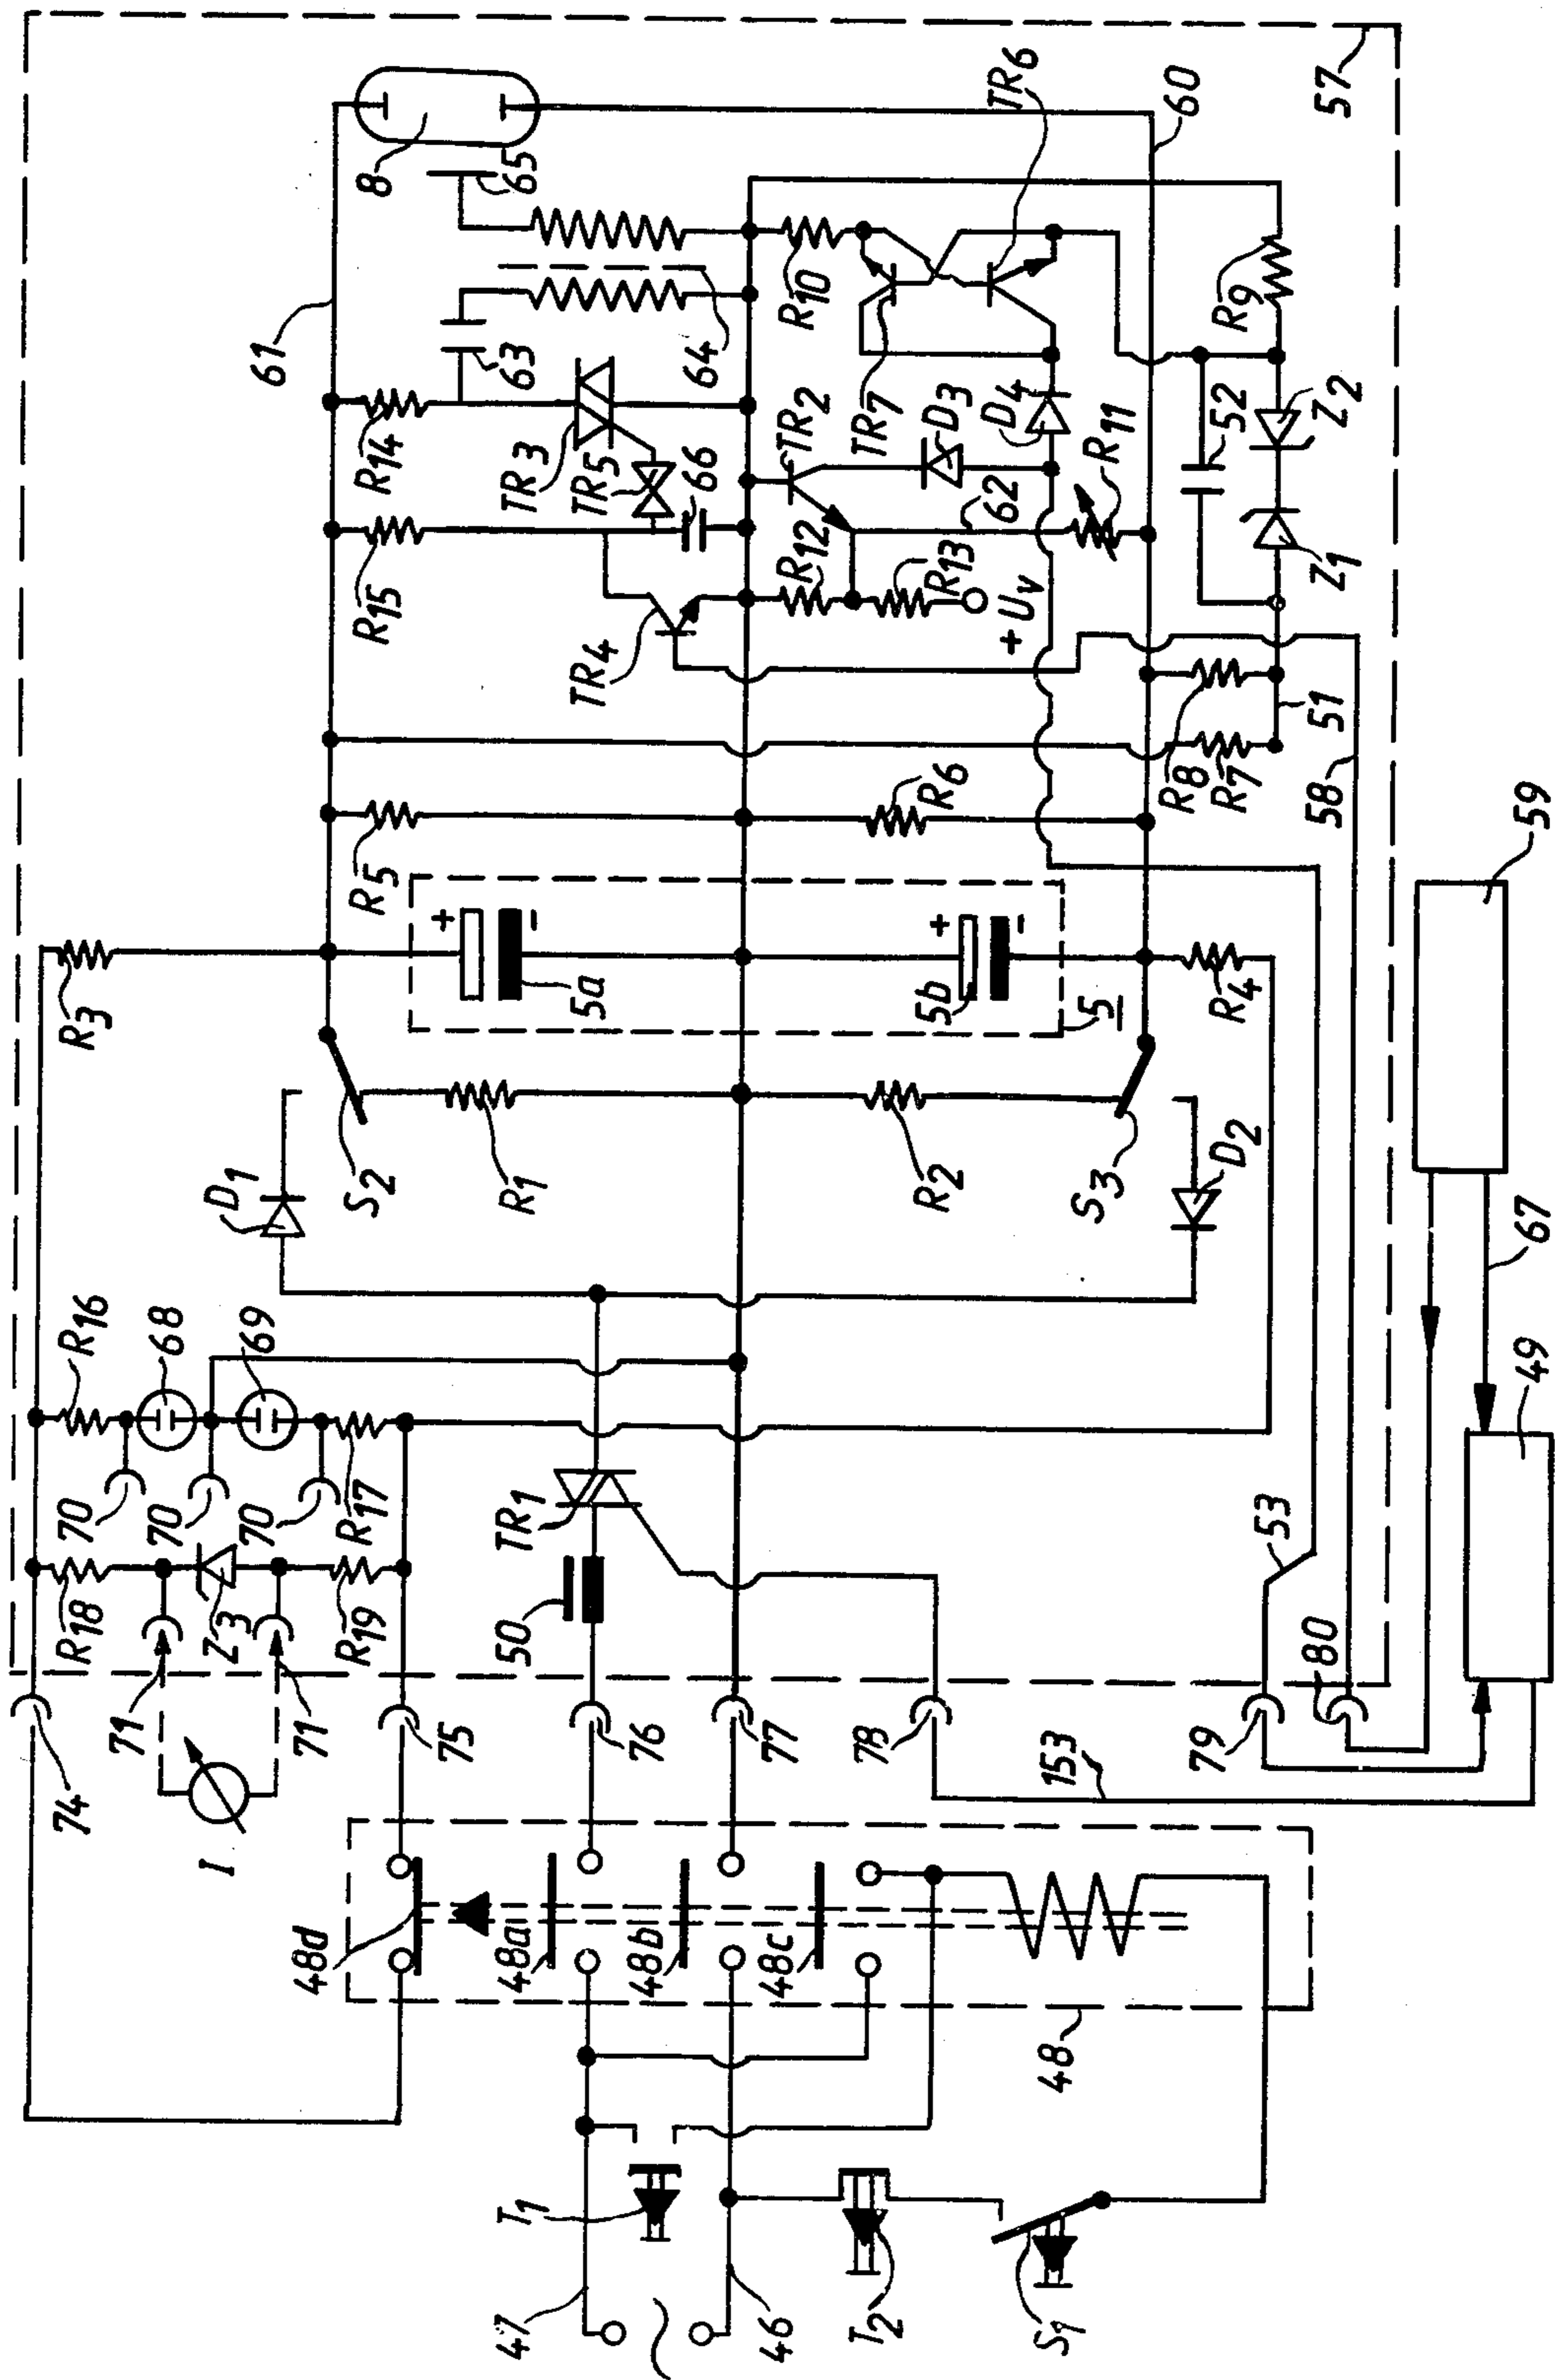 57
TR6
60
8
65
61
R10
R9
63
64
TR7
R14
TR3
TR5
66
TR2
D3
D4
R11
52
Z2
R15
R12
62
R13
+ Uv
Z1
TR4
51
58
R8
R7
R6
R5
59
R3
+
-
5a
+
-
5b
5
R4
D1
S2
R1
R2
S3
D2
67
R16
68
69
49
70
70
70
R17
TR1
53
R18
Z3
R19
50
80
71
71
74
75
76
77
78
79
153
I
48d
48a
48b
48c
48
T1
47
46
T2
S1